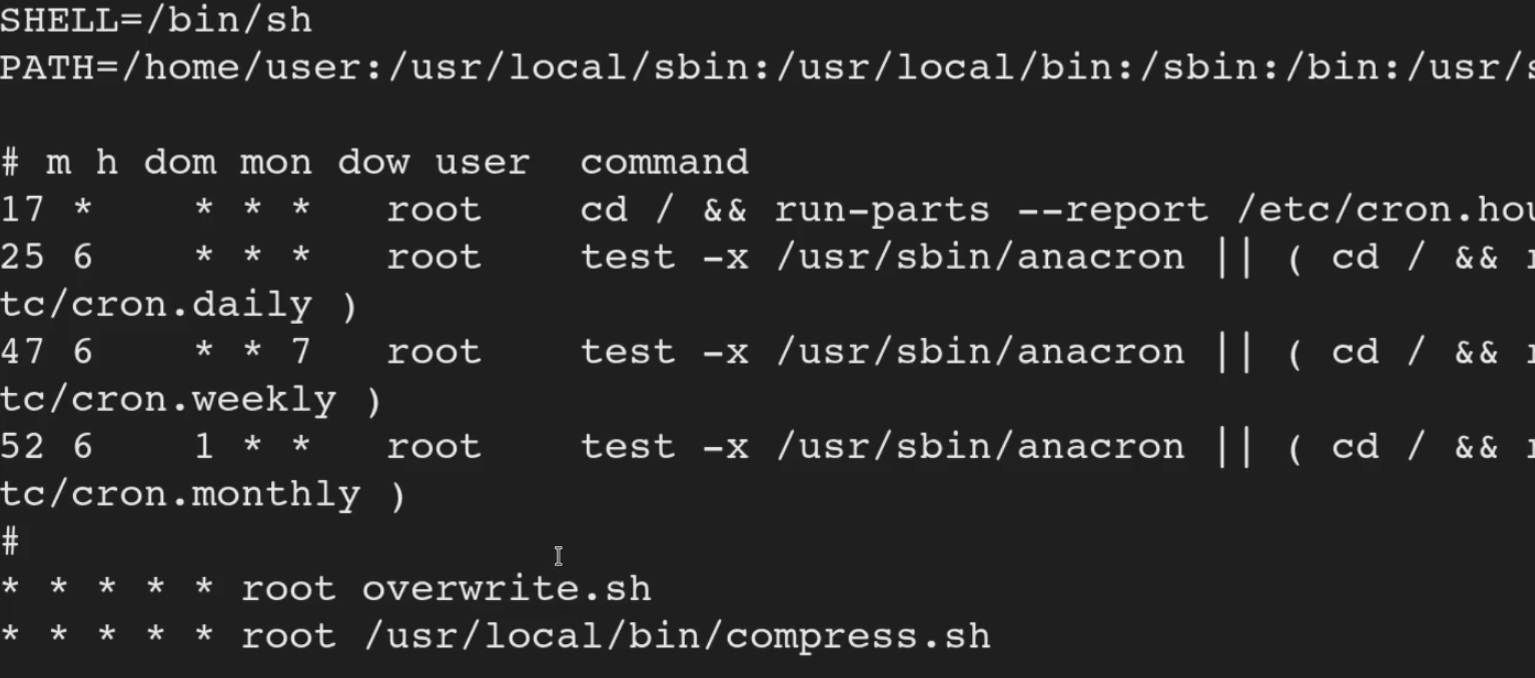 SHELL=/bin/sh
PATH=/home/user:/usr/local/sbin:/usr/local/bin:/sbin:/bin:/usr/s
# m h dom mon dow user  command
17 *    * * *   root    cd / && run-parts --report /etc/cron.hou
25 6    * * *   root    test -x /usr/sbin/anacron || ( cd / && r
tc/cron.daily )
47 6    * * 7   root    test -x /usr/sbin/anacron || ( cd / && r
tc/cron.weekly )
52 6    1 * *   root    test -x /usr/sbin/anacron || ( cd / && r
tc/cron.monthly )
#
* * * * * root overwrite.sh
* * * * * root /usr/local/bin/compress.sh